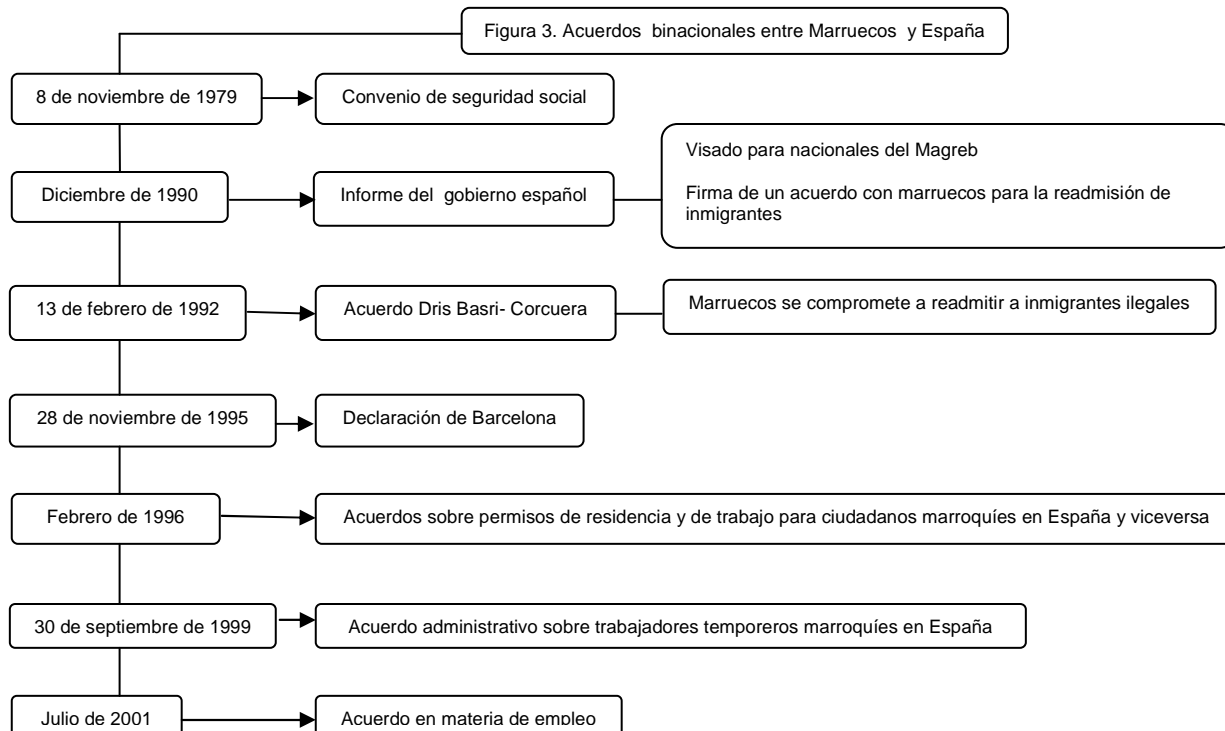 Figura 3. Acuerdos  binacionales entre Marruecos  y España
8 de noviembre de 1979
Convenio de seguridad social
Diciembre de 1990
Informe del  gobierno español
Visado para nacionales del Magreb
Firma de un acuerdo con marruecos para la readmisión de
inmigrantes
13 de febrero de 1992
Acuerdo Dris Basri- Corcuera
Marruecos se compromete a readmitir a inmigrantes ilegales
28 de noviembre de 1995
Declaración de Barcelona
Febrero de 1996
Acuerdos sobre permisos de residencia y de trabajo para ciudadanos marroquíes en España y viceversa
30 de septiembre de 1999
Acuerdo administrativo sobre trabajadores temporeros marroquíes en España
Julio de 2001
Acuerdo en materia de empleo